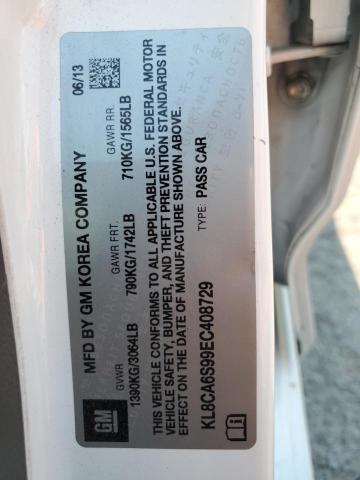 GM
MFD BY GM KOREA COMPANY 06/13
GVWR GAWR FRT. GAWR RR.
1390KG/3064LB 790KG/1742LB 710KG/1565LB
THIS VEHICLE CONFORMS TO ALL APPLICABLE U.S. FEDERAL MOTOR
VEHICLE SAFETY, BUMPER, AND THEFT PREVENTION STANDARDS IN
EFFECT ON THE DATE OF MANUFACTURE SHOWN ABOVE.
TYPE: PASS CAR
KL8CA6S99EC408729